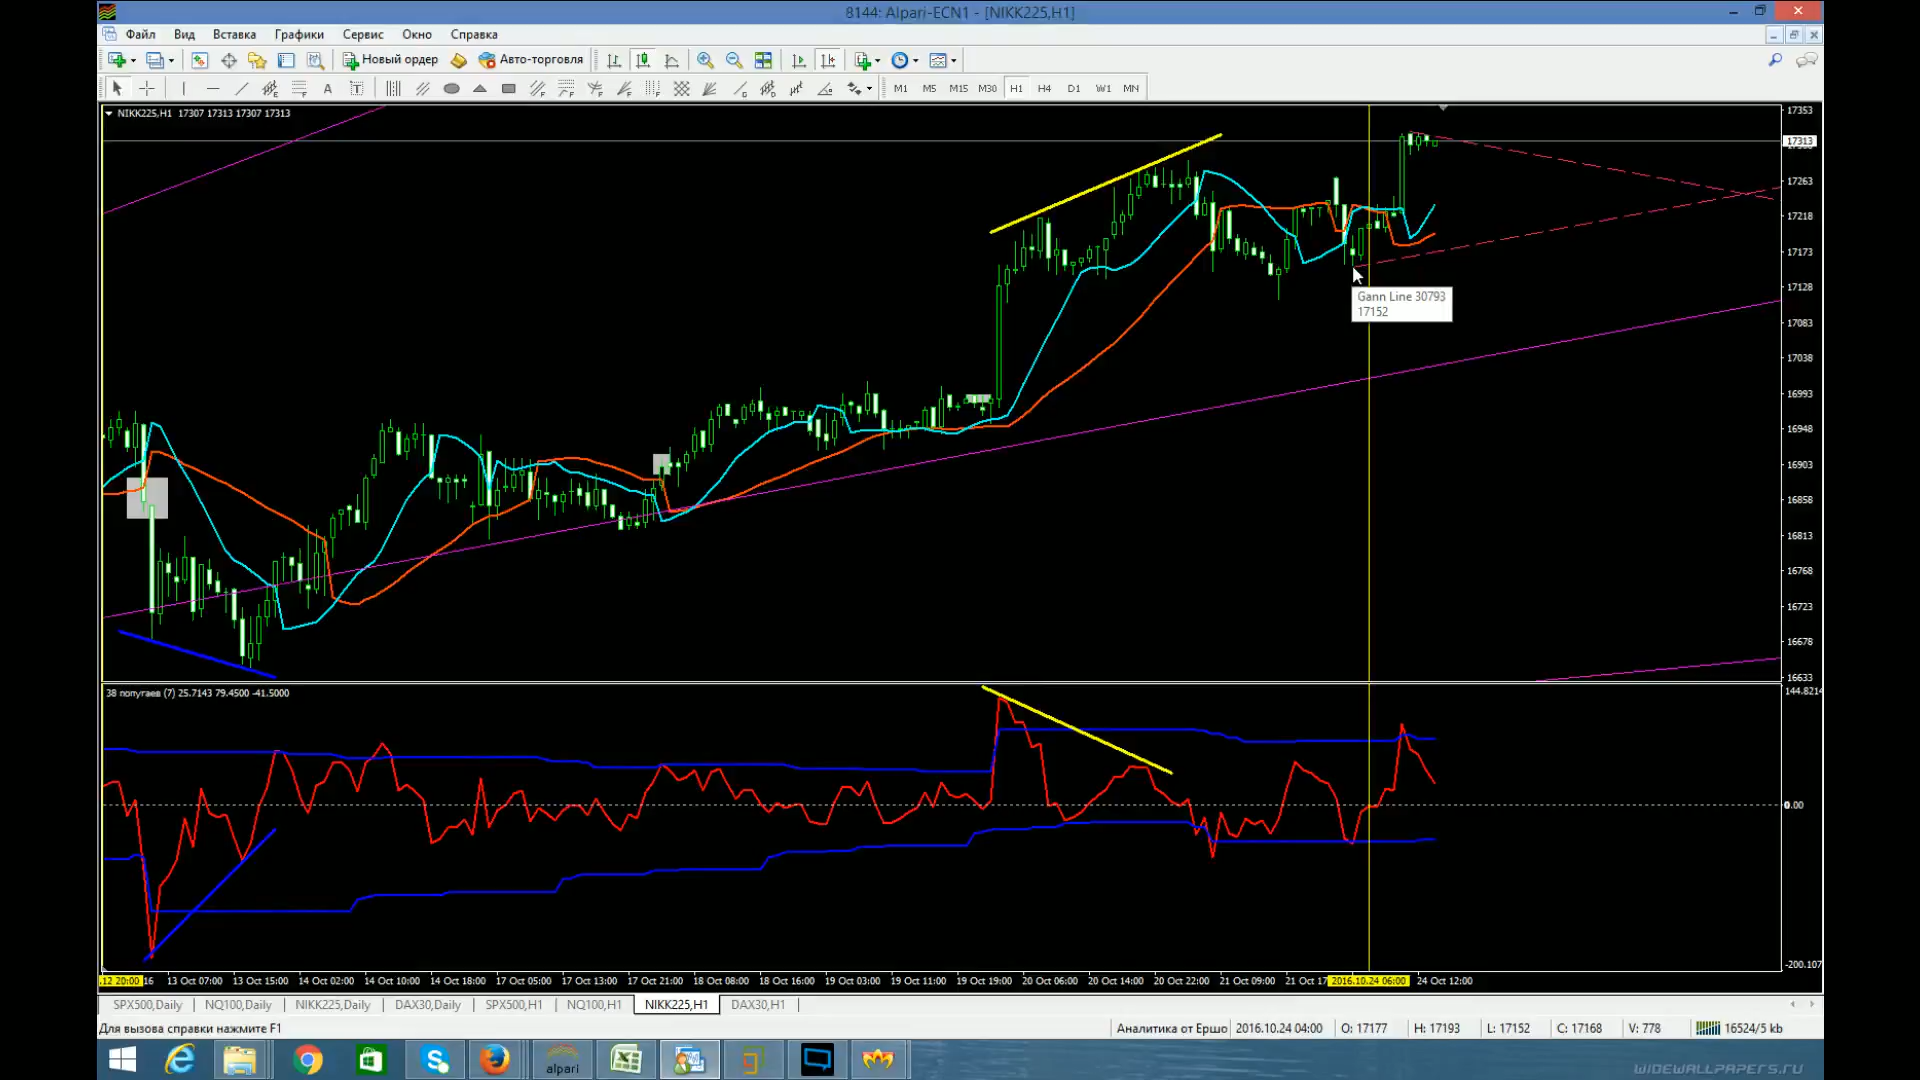 8144: Alpari-ECN1 - [NIKK225,H1]
Файл Вид Вставка Графики Сервис Окно Справка
Новый ордер Авто-торговля
A T M1 M5 M15 M30 H1 H4 D1 W1 MN
NIKK225,H1 17307 17313 17307 17313
17353
17313
17263
17218
17173
17128
17083
17038
16993
16948
16903
16858
16813
16768
16723
16678
16633
Gann Line 30793
17152
38 попугаев (7) 25.7143 79.4500 -41.5000
144.8214
0.00
-200.107
.12 20:00 16 13 Oct 07:00 13 Oct 15:00 14 Oct 02:00 14 Oct 10:00 14 Oct 18:00 17 Oct 05:00 17 Oct 13:00 17 Oct 21:00 18 Oct 08:00 18 Oct 16:00 19 Oct 03:00 19 Oct 11:00 19 Oct 19:00 20 Oct 06:00 20 Oct 14:00 20 Oct 22:00 21 Oct 09:00 21 Oct 17 2016.10.24 06:00 24 Oct 12:00
SPX500,Daily NQ100,Daily NIKK225,Daily DAX30,Daily SPX500,H1 NQ100,H1 NIKK225,H1 DAX30,H1
Для вызова справки нажмите F1 Аналитика от Ершо 2016.10.24 04:00 O: 17177 H: 17193 L: 17152 C: 17168 V: 778 16524/5 kb
alpari
WIDEWALLPAPERS.RU